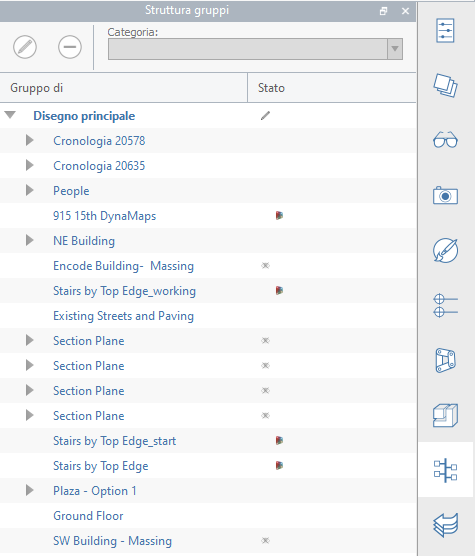 Struttura gruppi
Categoria:
Gruppo di Stato
Disegno principale
Cronologia 20578
Cronologia 20635
People
915 15th DynaMaps
NE Building
Encode Building-  Massing
Stairs by Top Edge_working
Existing Streets and Paving
Section Plane
Section Plane
Section Plane
Section Plane
Stairs by Top Edge_start
Stairs by Top Edge
Plaza - Option 1
Ground Floor
SW Building - Massing